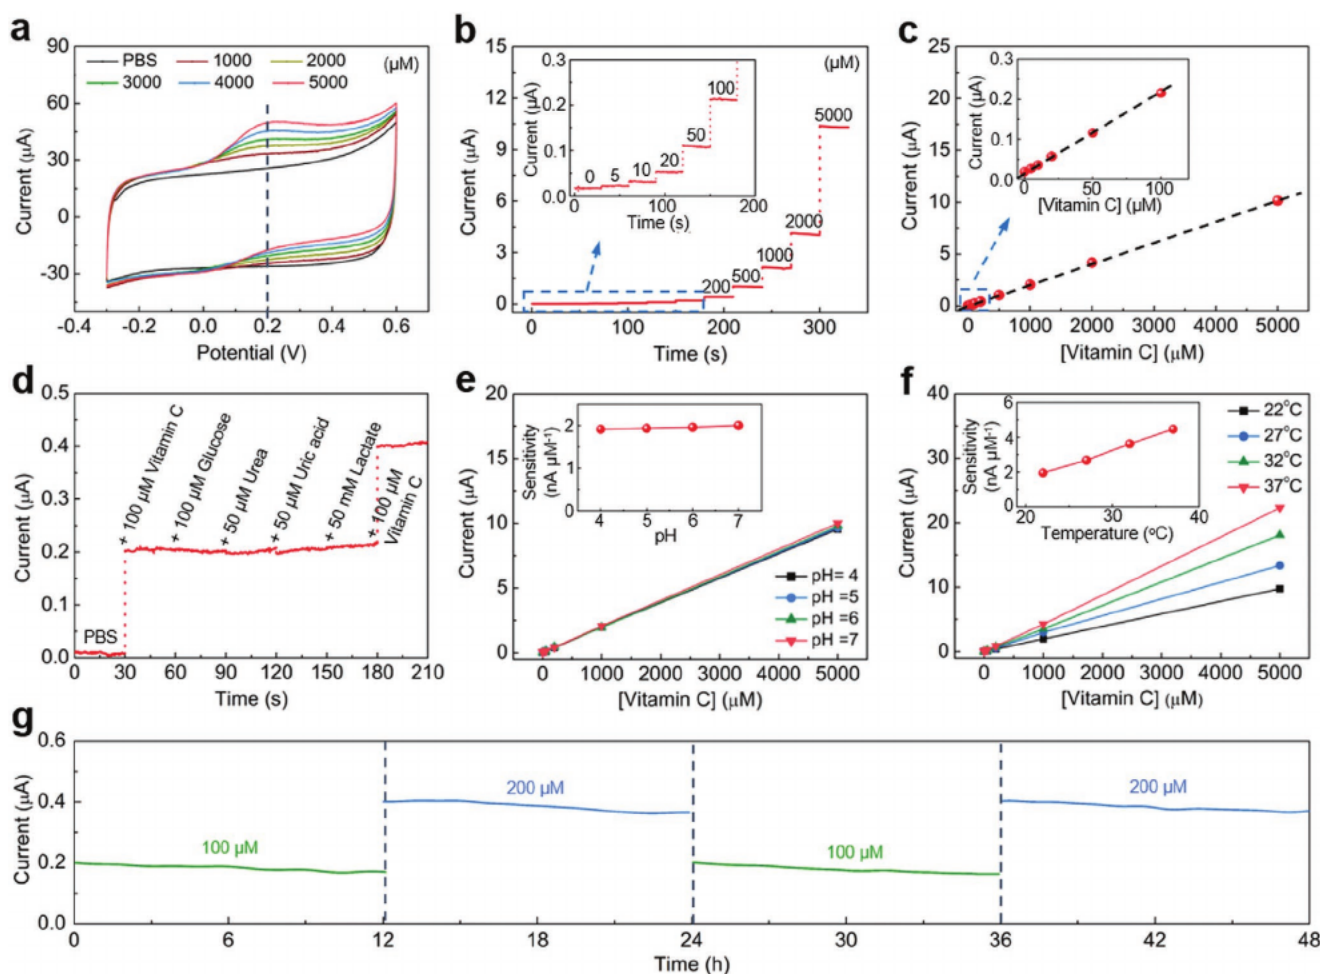 a
90
60
30
0
-30
Current (μA)
PBS 1000 2000 (μM)
3000 4000 5000
-0.4 -0.2 0.0 0.2 0.4 0.6
Potential (V)
b
15
12
9
6
3
0
Current (μA)
(μM)
0.3
0.2
0.1
0.0
Current (μA)
0 5 10 20 50 100
0 100 200
Time (s)
200 500 1000 2000 5000
0 100 200 300
Time (s)
c
25
20
15
10
5
0
Current (μA)
0.3
0.2
0.1
0.0
Current (μA)
0 50 100
[Vitamin C] (μM)
0 1000 2000 3000 4000 5000
[Vitamin C] (μM)
d
0.5
0.4
0.3
0.2
0.1
0.0
Current (μA)
PBS
+ 100 μM Vitamin C
+ 100 μM Glucose
+ 50 μM Urea
+ 50 μM Uric acid
+ 50 mM Lactate
+ 100 μM
Vitamin C
0 30 60 90 120 150 180 210
Time (s)
e
20
15
10
5
0
Current (μA)
2
1
0
Sensitivity
(nA μM-1)
4 5 6 7
pH
pH= 4
pH =5
pH =6
pH =7
0 1000 2000 3000 4000 5000
[Vitamin C] (μM)
f
40
30
20
10
0
Current (μA)
6
4
2
0
Sensitivity
(nA μM-1)
20 30 40
Temperature (°C)
22°C
27°C
32°C
37°C
0 1000 2000 3000 4000 5000
[Vitamin C] (μM)
g
0.6
0.4
0.2
0.0
Current (μA)
100 μM
200 μM
100 μM
200 μM
0 6 12 18 24 30 36 42 48
Time (h)